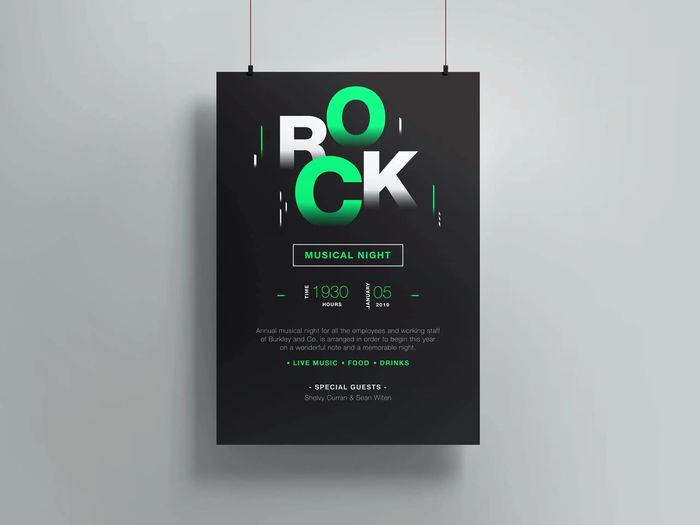 ROCK
MUSICAL NIGHT
TIME 1930 HOURS
JANUARY 05 2019
Annual musical night for all the employees and working staff
of Burkley and Co. is arranged in order to begin this year
on a wonderful note and a memorable night.
• LIVE MUSIC • FOOD • DRINKS
- SPECIAL GUESTS -
Shelvy Curran & Sean Witen